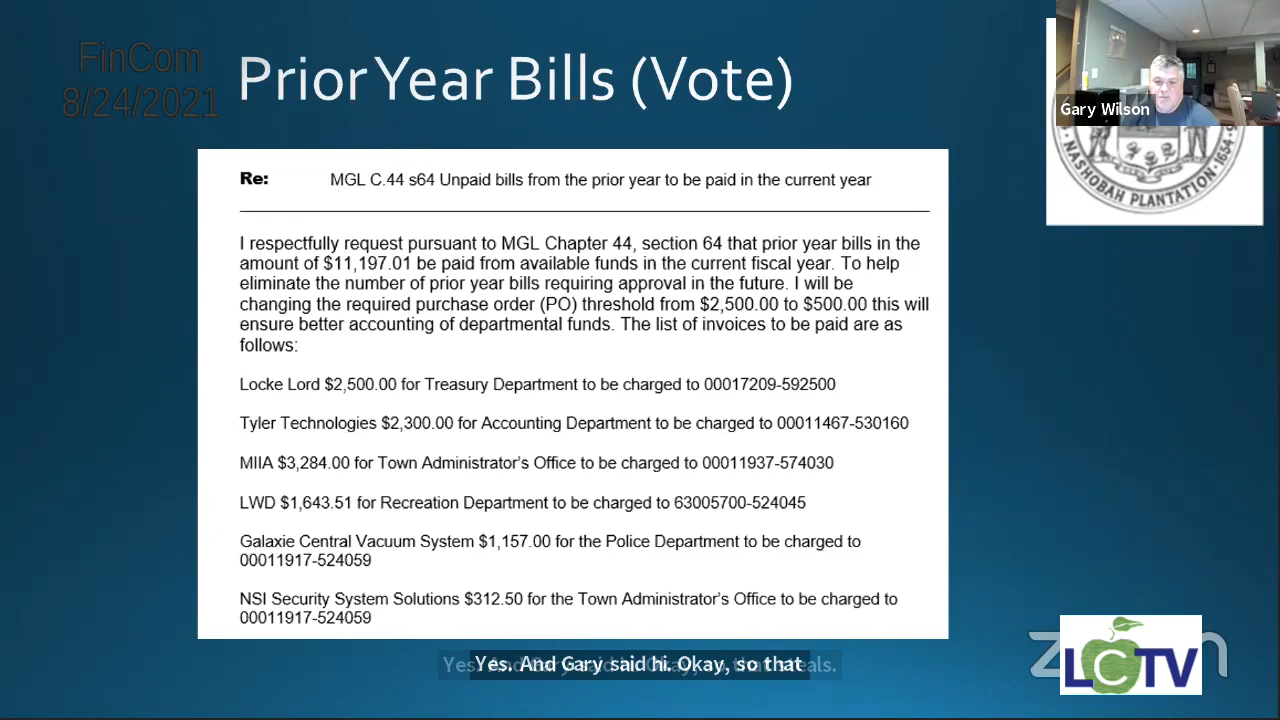 FinCom
8/24/2021
Prior Year Bills (Vote)
Gary Wilson
NASHOBAH PLANTATION 1654
Re: MGL C.44 s64 Unpaid bills from the prior year to be paid in the current year
I respectfully request pursuant to MGL Chapter 44, section 64 that prior year bills in the
amount of $11,197.01 be paid from available funds in the current fiscal year. To help
eliminate the number of prior year bills requiring approval in the future. I will be
changing the required purchase order (PO) threshold from $2,500.00 to $500.00 this will
ensure better accounting of departmental funds. The list of invoices to be paid are as
follows:
Locke Lord $2,500.00 for Treasury Department to be charged to 00017209-592500
Tyler Technologies $2,300.00 for Accounting Department to be charged to 00011467-530160
MIIA $3,284.00 for Town Administrator's Office to be charged to 00011937-574030
LWD $1,643.51 for Recreation Department to be charged to 63005700-524045
Galaxie Central Vacuum System $1,157.00 for the Police Department to be charged to
00011917-524059
NSI Security System Solutions $312.50 for the Town Administrator's Office to be charged to
00011917-524059
Yes. And Gary said hi. Okay, so that
LCTV